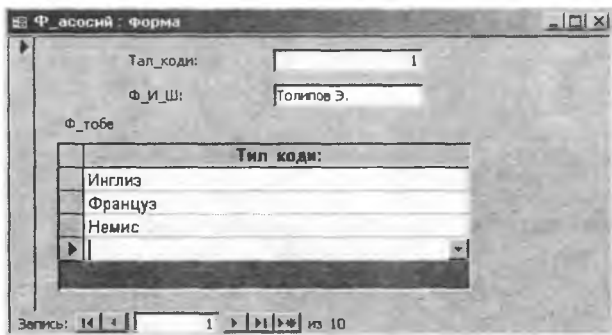 Ф_асосий : форма
Тал_коди: 1
Ф_И_Ш: Толипов Э.
Ф_тобе
Тил коди:
Инглиз
Француз
Немис
Запись: 1 из 10